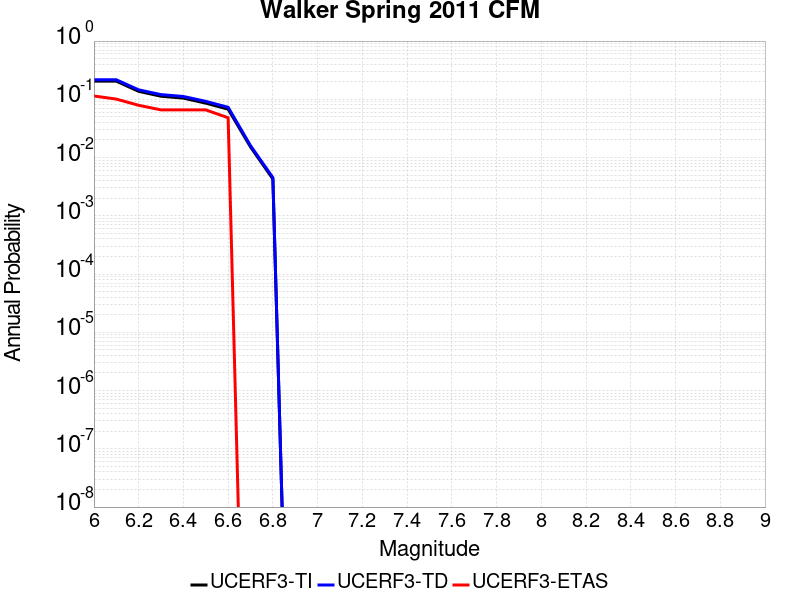 Walker Spring 2011 CFM
10^0
10^-1
10^-2
10^-3
10^-4
10^-5
10^-6
10^-7
10^-8
Annual Probability
6 6.2 6.4 6.6 6.8 7 7.2 7.4 7.6 7.8 8 8.2 8.4 8.6 8.8 9
Magnitude
UCERF3-TI UCERF3-TD UCERF3-ETAS